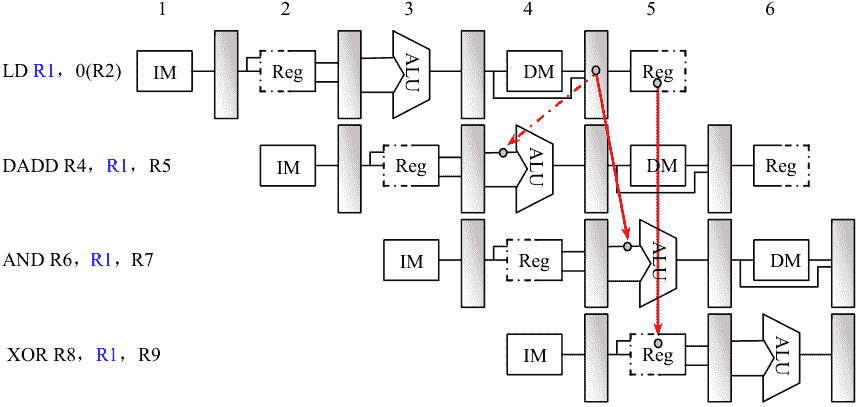 1 2 3 4 5 6
LD R1，0(R2) IM Reg ALU DM Reg
DADD R4，R1，R5 IM Reg ALU DM Reg
AND R6，R1，R7 IM Reg ALU DM
XOR R8，R1，R9 IM Reg ALU